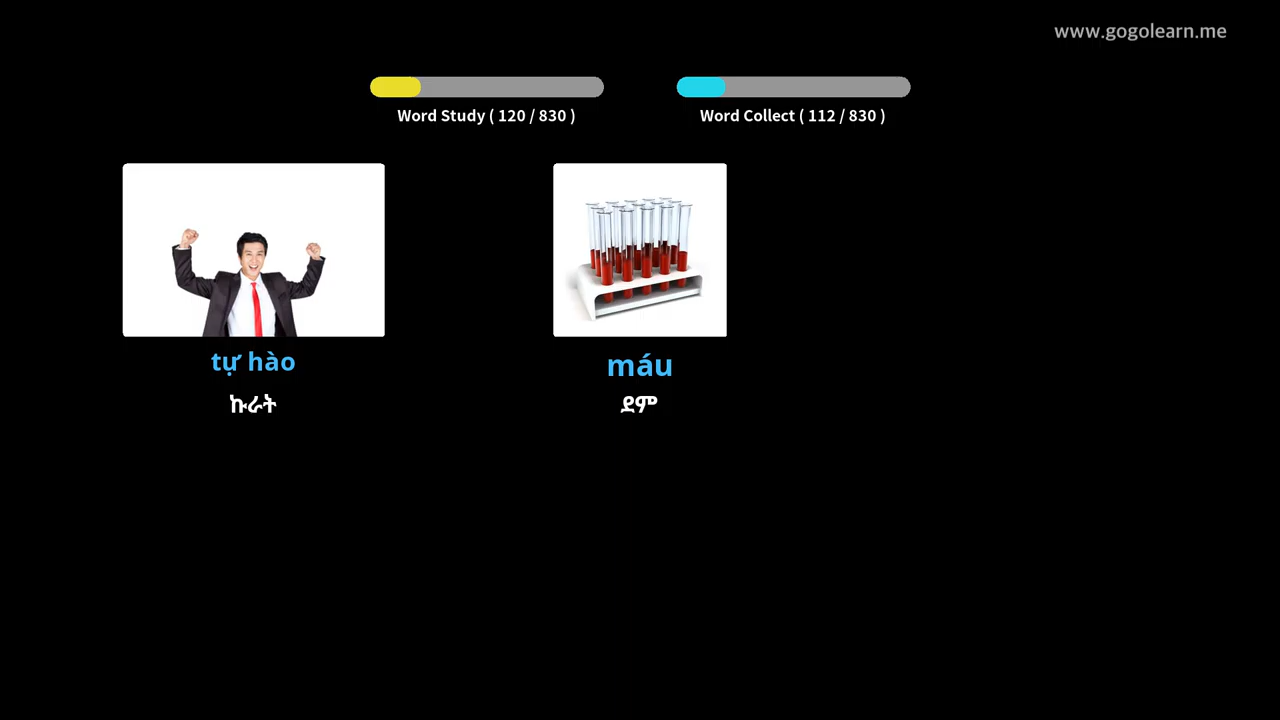 www.gogolearn.me
Word Study ( 120 / 830 )
Word Collect ( 112 / 830 )
tự hào
ኩራት
máu
ደም